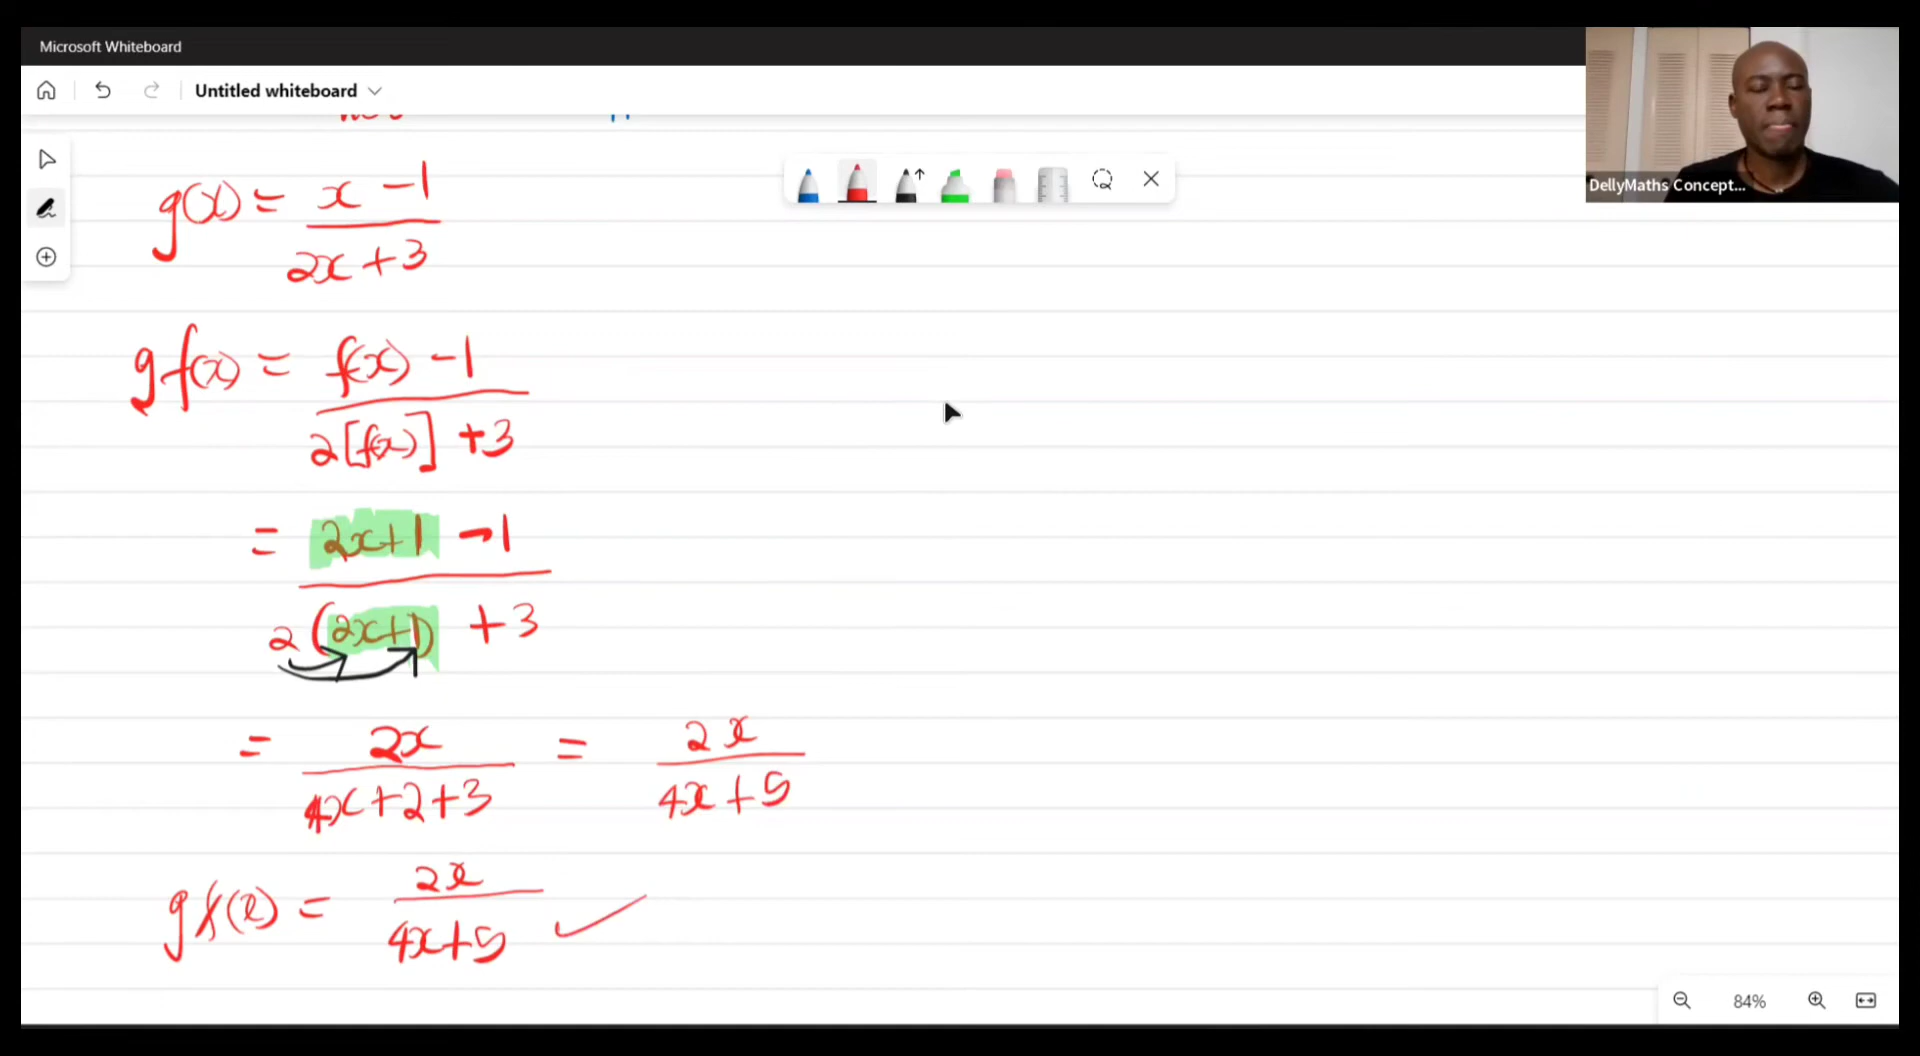 Microsoft Whiteboard
Untitled whiteboard
DellyMaths Concept...
g(x) = x - 1
2x + 3
gf(x) = f(x) - 1
2[f(x)] + 3
= 2x+1 - 1
2(2x+1) + 3
= 2x = 2x
4x+2+3 4x+5
gf(x) = 2x
4x+5
84%